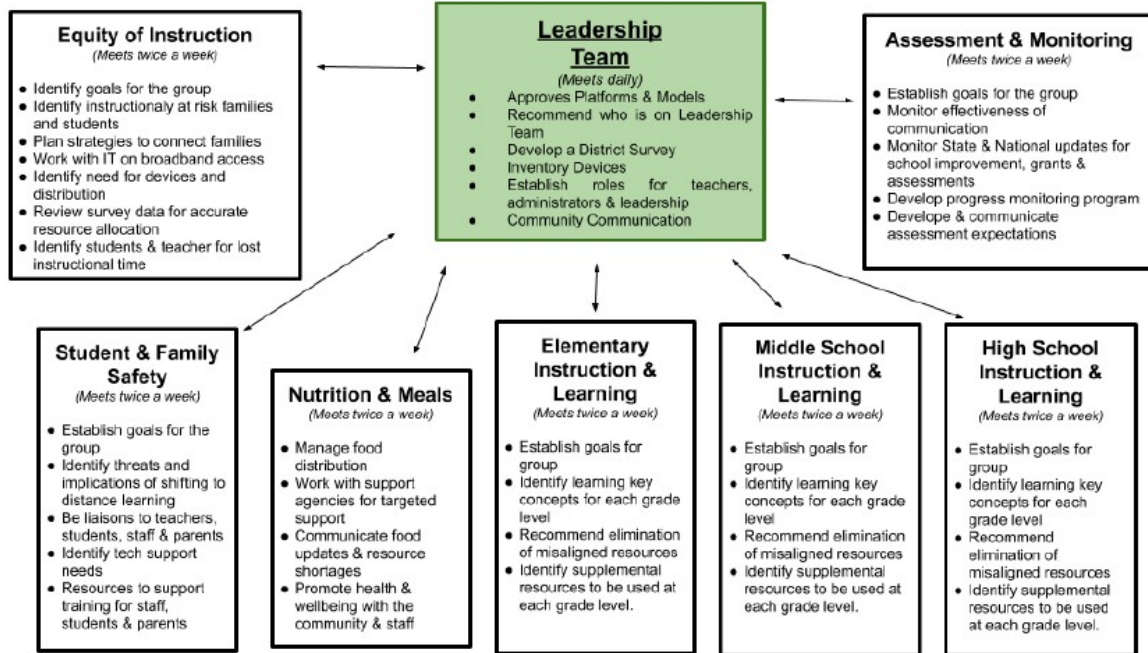 Equity of Instruction
(Meets twice a week)
● Identify goals for the group
● Identify instructionaly at risk families
and students
● Plan strategies to connect families
● Work with IT on broadband access
● Identify need for devices and
distribution
● Review survey data for accurate
resource allocation
● Identify students & teacher for lost
instructional time
Leadership
Team
(Meets daily)
● Approves Platforms & Models
● Recommend who is on Leadership
Team
● Develop a District Survey
● Inventory Devices
● Establish roles for teachers,
administrators & leadership
● Community Communication
Assessment & Monitoring
(Meets twice a week)
● Establish goals for the group
● Monitor effectiveness of
communication
● Monitor State & National updates for
school improvement, grants &
assessments
● Develop progress monitoring program
● Develope & communicate
assessment expectations
Student & Family
Safety
(Meets twice a week)
● Establish goals for the
group
● Identify threats and
implications of shifting to
distance learning
● Be liaisons to teachers,
students, staff & parents
● Identify tech support
needs
● Resources to support
training for staff,
students & parents
Nutrition & Meals
(Meets twice a week)
● Manage food
distribution
● Work with support
agencies for targeted
support
● Communicate food
updates & resource
shortages
● Promote health &
wellbeing with the
community & staff
Elementary
Instruction &
Learning
(Meets twice a week)
● Establish goals for
group
● Identify learning key
concepts for each grade
level
● Recommend elimination
of misaligned resources
● Identify supplemental
resources to be used at
each grade level.
Middle School
Instruction &
Learning
(Meets twice a week)
● Establish goals for
group
● Identify learning key
concepts for each grade
level
● Recommend elimination
of misaligned resources
● Identify supplemental
resources to be used at
each grade level.
High School
Instruction &
Learning
(Meets twice a week)
● Establish goals for
group
● Identify learning key
concepts for each
grade level
● Recommend
elimination of
misaligned resources
● Identify supplemental
resources to be used
at each grade level.